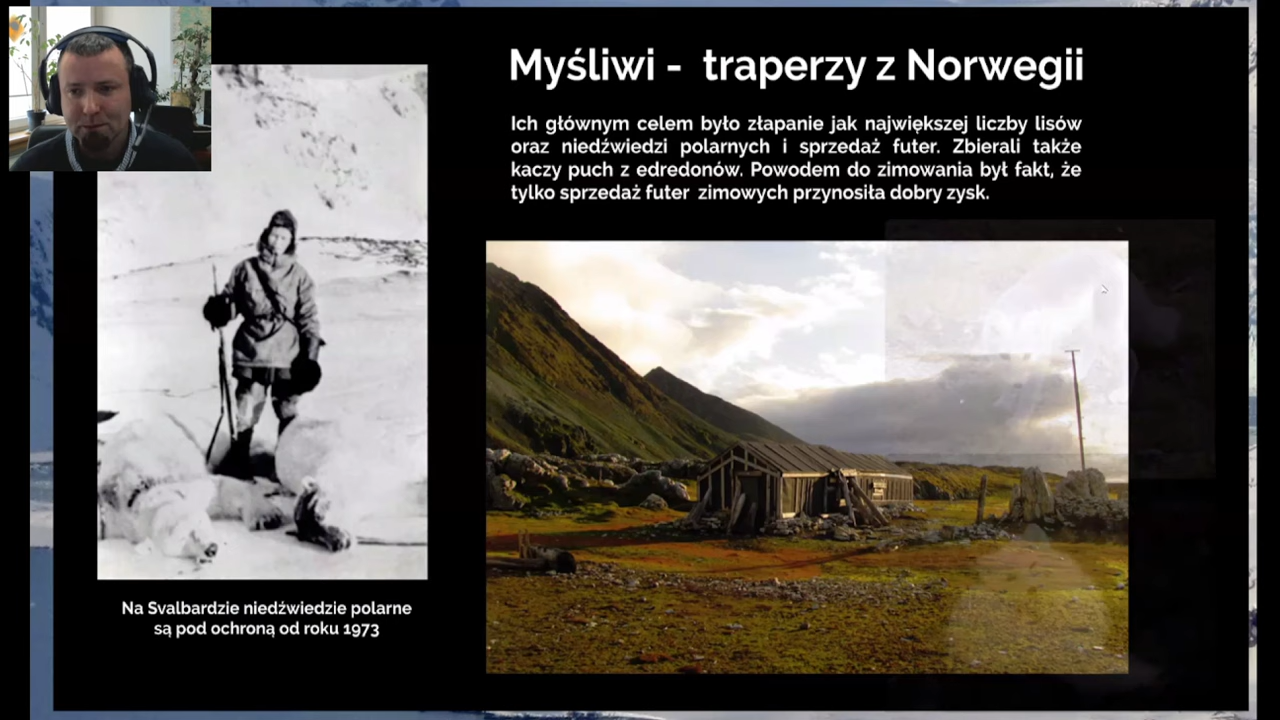 Myśliwi - traperzy z Norwegii
Ich głównym celem było złapanie jak największej liczby lisów
oraz niedźwiedzi polarnych i sprzedaż futer. Zbierali także
kaczy puch z edredonów. Powodem do zimowania był fakt, że
tylko sprzedaż futer zimowych przynosiła dobry zysk.
Na Svalbardzie niedźwiedzie polarne
są pod ochroną od roku 1973